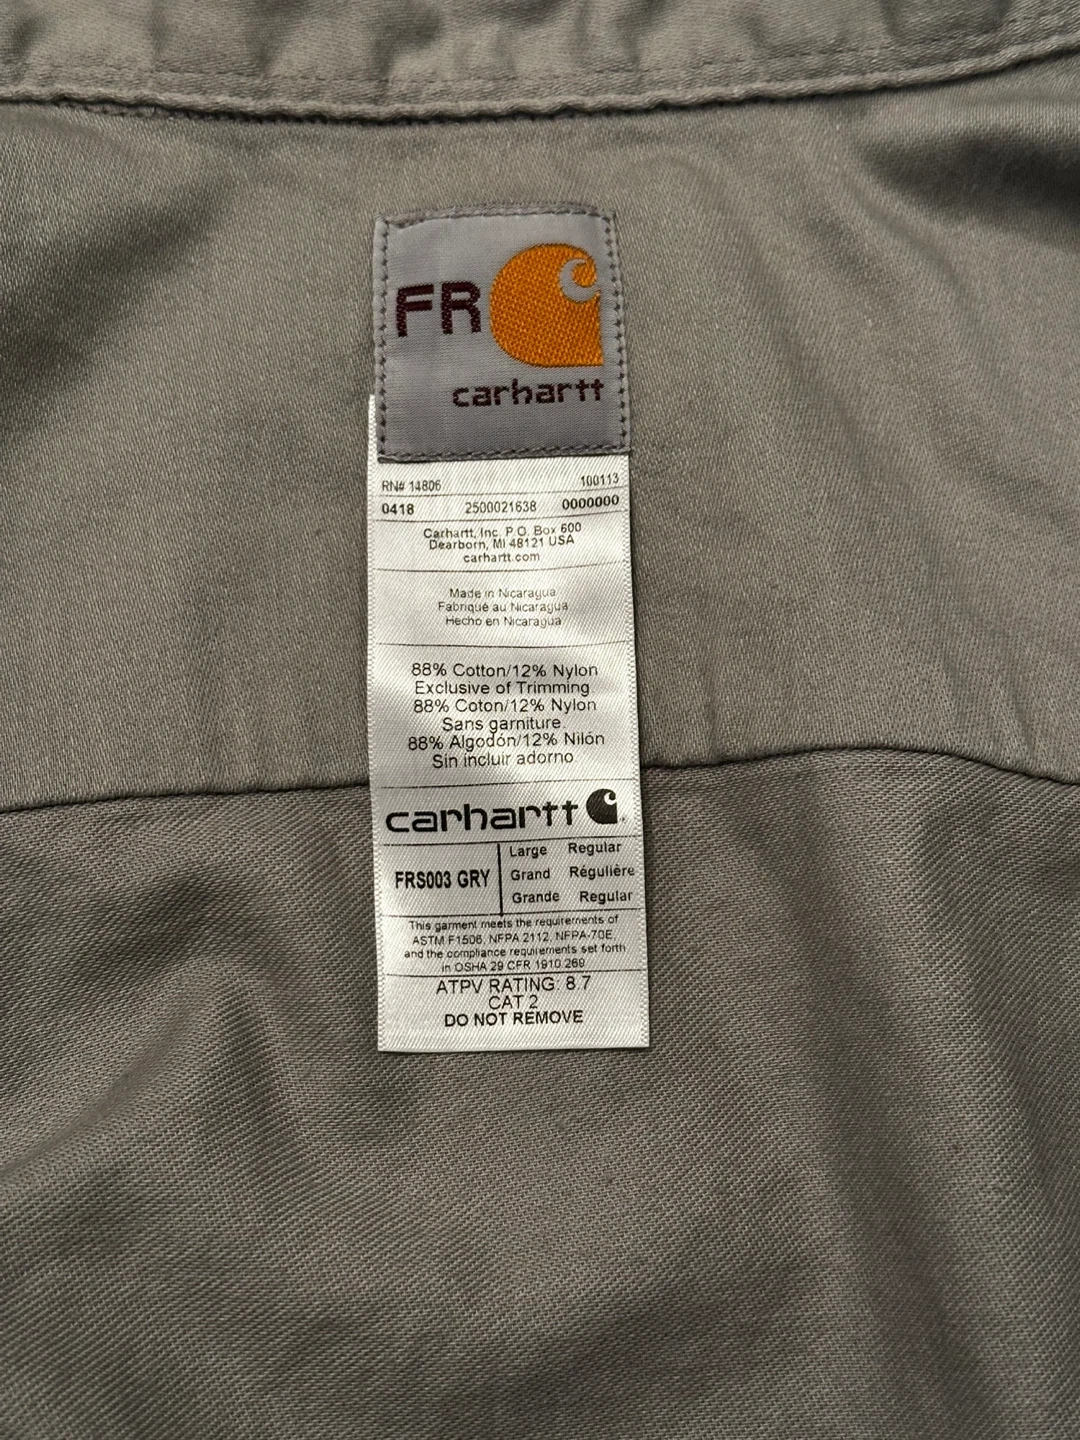 FR
carhartt
RN# 14806 100113
0418 2500021638 0000000
Carhartt, Inc. P.O. Box 600
Dearborn, MI 48121 USA
carhartt.com
Made in Nicaragua
Fabriqué au Nicaragua
Hecho en Nicaragua
88% Cotton/12% Nylon
Exclusive of Trimming
88% Coton/12% Nylon
Sans garniture.
88% Algodón/12% Nilón
Sin incluir adorno.
carhartt
FRS003 GRY
Large Regular
Grand Régulière
Grande Regular
This garment meets the requirements of
ASTM F1506, NFPA 2112, NFPA-70E,
and the compliance requirements set forth
in OSHA 29 CFR 1910.269
ATPV RATING: 8.7
CAT 2
DO NOT REMOVE